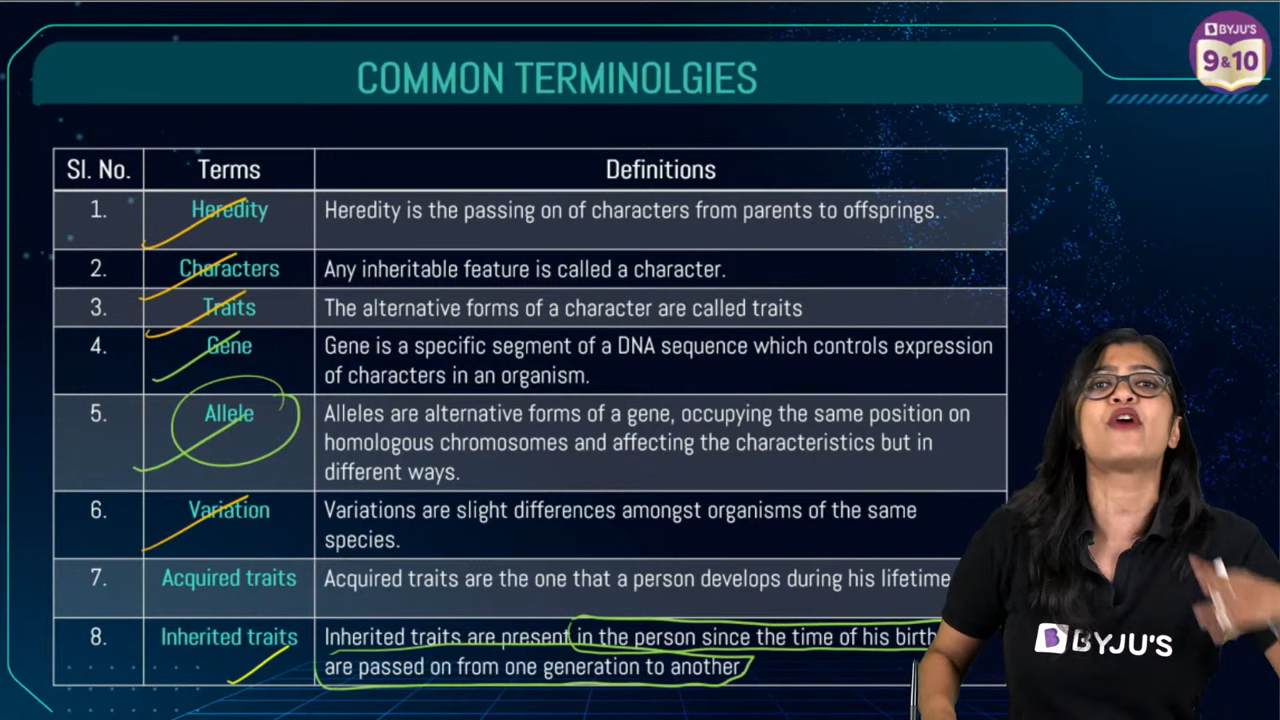 BYJU'S
9&10
COMMON TERMINOLGIES
Sl. No. Terms Definitions
1. Heredity Heredity is the passing on of characters from parents to offsprings.
2. Characters Any inheritable feature is called a character.
3. Traits The alternative forms of a character are called traits
4. Gene Gene is a specific segment of a DNA sequence which controls expression
of characters in an organism.
5. Allele Alleles are alternative forms of a gene, occupying the same position on
homologous chromosomes and affecting the characteristics but in
different ways.
6. Variation Variations are slight differences amongst organisms of the same
species.
7. Acquired traits Acquired traits are the one that a person develops during his lifetime
8. Inherited traits Inherited traits are present in the person since the time of his birth
are passed on from one generation to another
BYJU'S